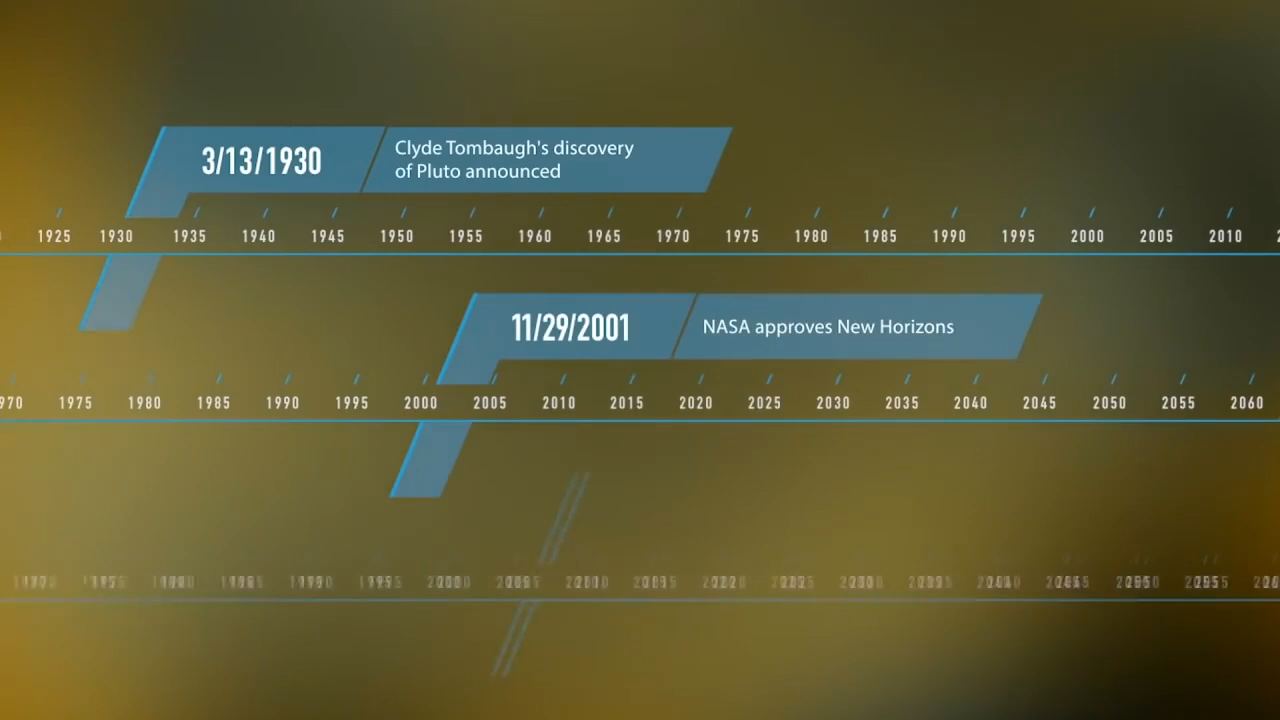 3/13/1930
Clyde Tombaugh's discovery
of Pluto announced
1925 1930 1935 1940 1945 1950 1955 1960 1965 1970 1975 1980 1985 1990 1995 2000 2005 2010
11/29/2001
NASA approves New Horizons
1975 1980 1985 1990 1995 2000 2005 2010 2015 2020 2025 2030 2035 2040 2045 2050 2055 2060